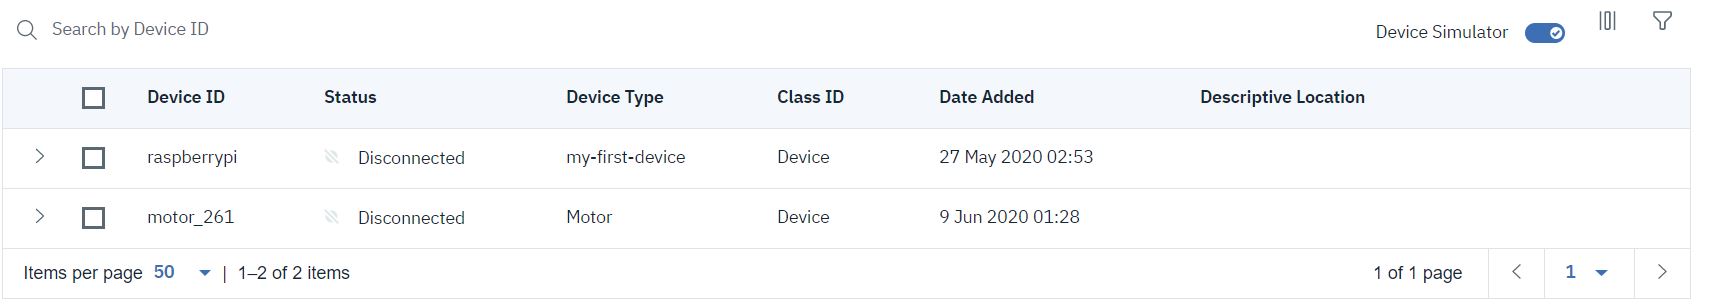 Search by Device ID
Device Simulator
Device ID Status Device Type Class ID Date Added Descriptive Location
raspberrypi Disconnected my-first-device Device 27 May 2020 02:53
motor_261 Disconnected Motor Device 9 Jun 2020 01:28
Items per page 50 | 1–2 of 2 items 1 of 1 page 1